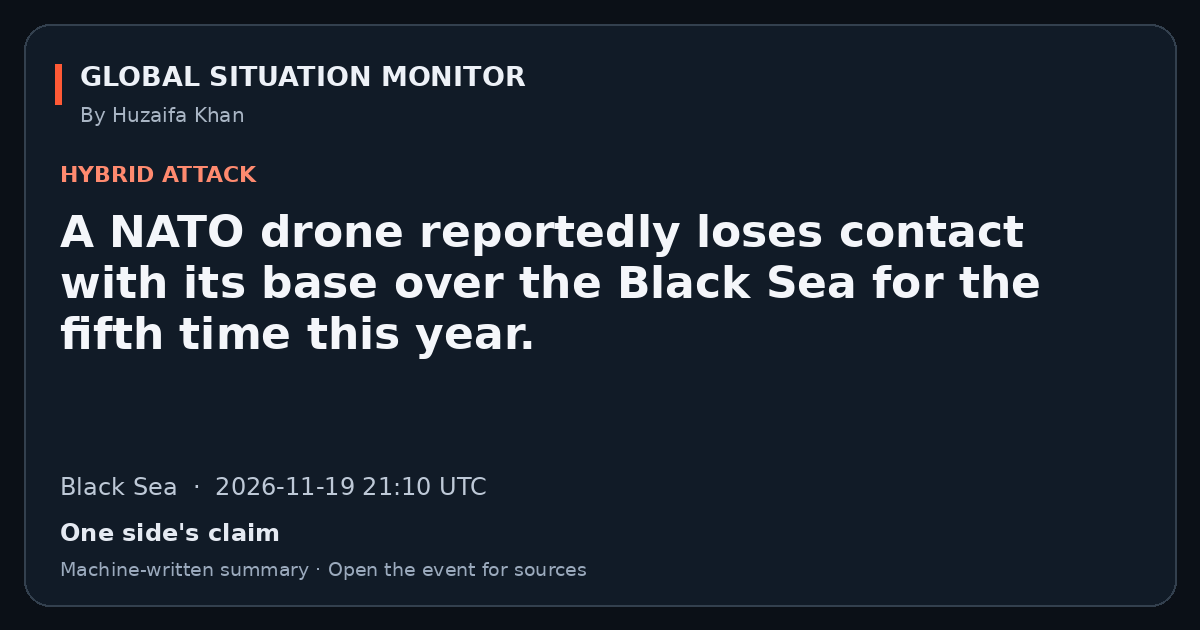 GLOBAL SITUATION MONITOR
By Huzaifa Khan
HYBRID ATTACK
A NATO drone reportedly loses contact
with its base over the Black Sea for the
fifth time this year.
Black Sea · 2026-11-19 21:10 UTC
One side's claim
Machine-written summary · Open the event for sources